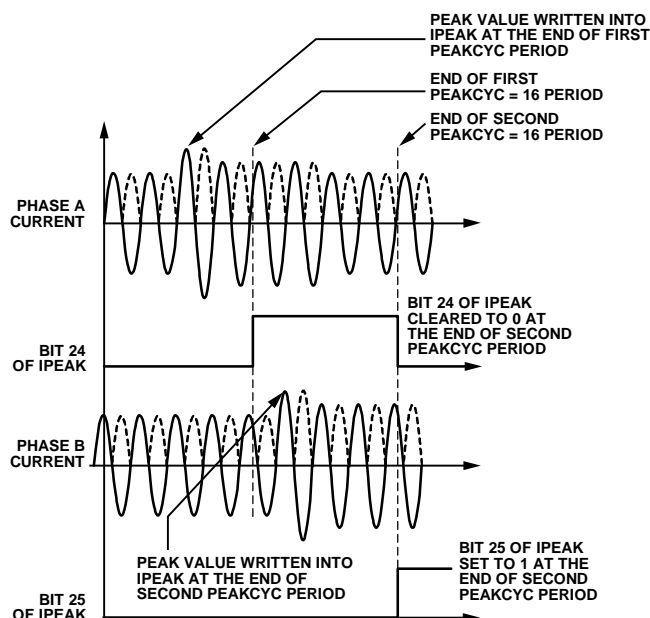 PEAK VALUE WRITTEN INTO
IPEAK AT THE END OF FIRST
PEAKCYC PERIOD
END OF FIRST
PEAKCYC = 16 PERIOD
END OF SECOND
PEAKCYC = 16 PERIOD
PHASE A
CURRENT
BIT 24 OF IPEAK
CLEARED TO 0 AT
THE END OF SECOND
PEAKCYC PERIOD
BIT 24
OF IPEAK
PHASE B
CURRENT
PEAK VALUE WRITTEN INTO
IPEAK AT THE END OF
SECOND PEAKCYC PERIOD
BIT 25 OF IPEAK
SET TO 1 AT THE
END OF SECOND
PEAKCYC PERIOD
BIT 25
OF IPEAK